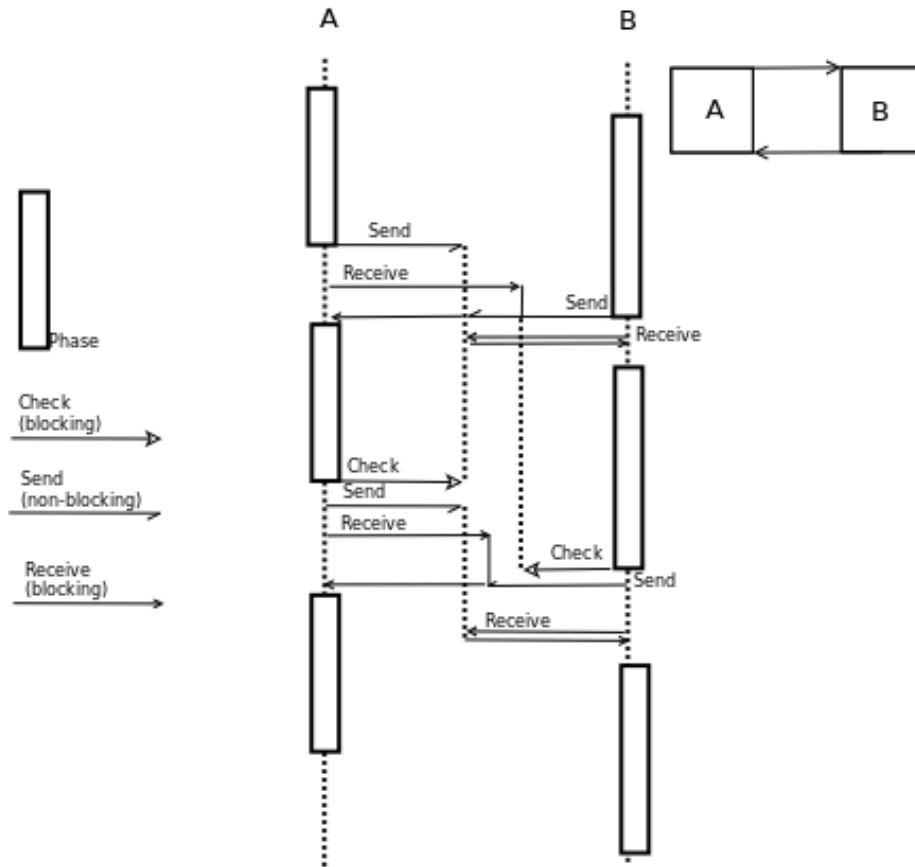 A
B
A
B
Send
Receive
Send
Receive
Phase
Check
(blocking)
Check
Send
Send
(non-blocking)
Receive
Check
Send
Receive
(blocking)
Receive